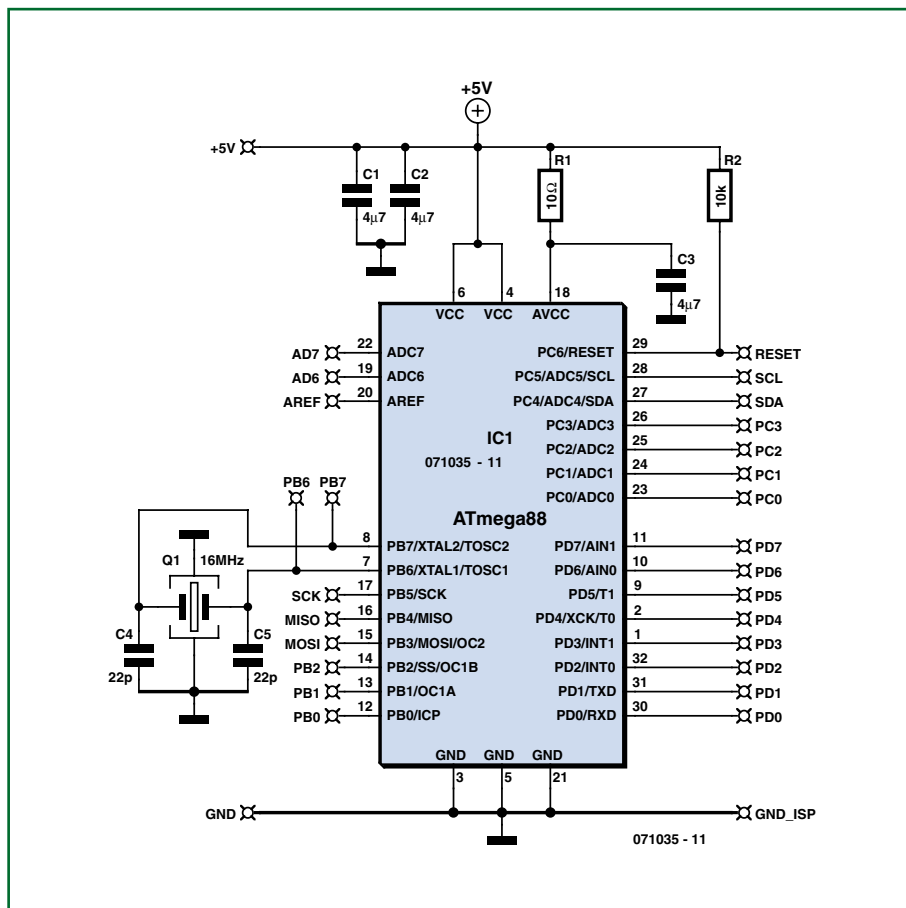 +5V
+5V
R1
R2
C1
C2
10Ω
10k
4µ7
4µ7
C3
4µ7
6
4
18
VCC
VCC
AVCC
AD7
22
ADC7
PC6/RESET
29
RESET
AD6
19
ADC6
PC5/ADC5/SCL
28
SCL
AREF
20
AREF
PC4/ADC4/SDA
27
SDA
PC3/ADC3
26
PC3
IC1
PC2/ADC2
25
PC2
071035 - 11
PC1/ADC1
24
PC1
PB6
PB7
PC0/ADC0
23
PC0
ATmega88
8
PB7/XTAL2/TOSC2
PD7/AIN1
11
PD7
Q1
16MHz
7
PB6/XTAL1/TOSC1
PD6/AIN0
10
PD6
SCK
17
PB5/SCK
PD5/T1
9
PD5
MISO
16
PB4/MISO
PD4/XCK/T0
2
PD4
C4
C5
MOSI
15
PB3/MOSI/OC2
PD3/INT1
1
PD3
22p
22p
PB2
14
PB2/SS/OC1B
PD2/INT0
32
PD2
PB1
13
PB1/OC1A
PD1/TXD
31
PD1
PB0
12
PB0/ICP
PD0/RXD
30
PD0
GND
GND
GND
3
5
21
GND
GND_ISP
071035 - 11